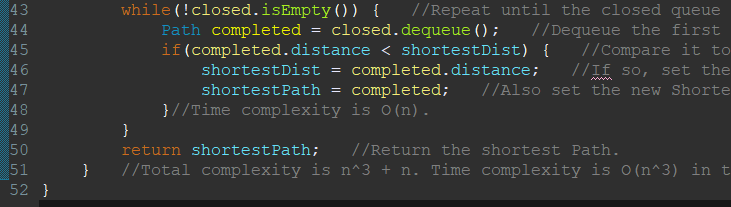 43 while(!closed.isEmpty()) { //Repeat until the closed queue
44 Path completed = closed.dequeue(); //Dequeue the first
45 if(completed.distance < shortestDist) { //Compare it to
46 shortestDist = completed.distance; //If so, set the
47 shortestPath = completed; //Also set the new Shorte
48 }//Time complexity is O(n).
49 }
50 return shortestPath; //Return the shortest Path.
51 } //Total complexity is n^3 + n. Time complexity is O(n^3) in t
52 }